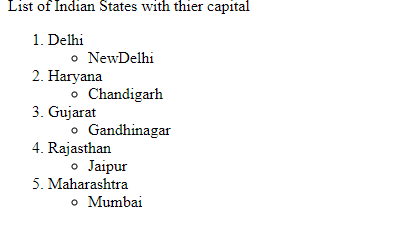 List of Indian States with thier capital
1. Delhi
NewDelhi
2. Haryana
Chandigarh
3. Gujarat
Gandhinagar
4. Rajasthan
Jaipur
5. Maharashtra
Mumbai